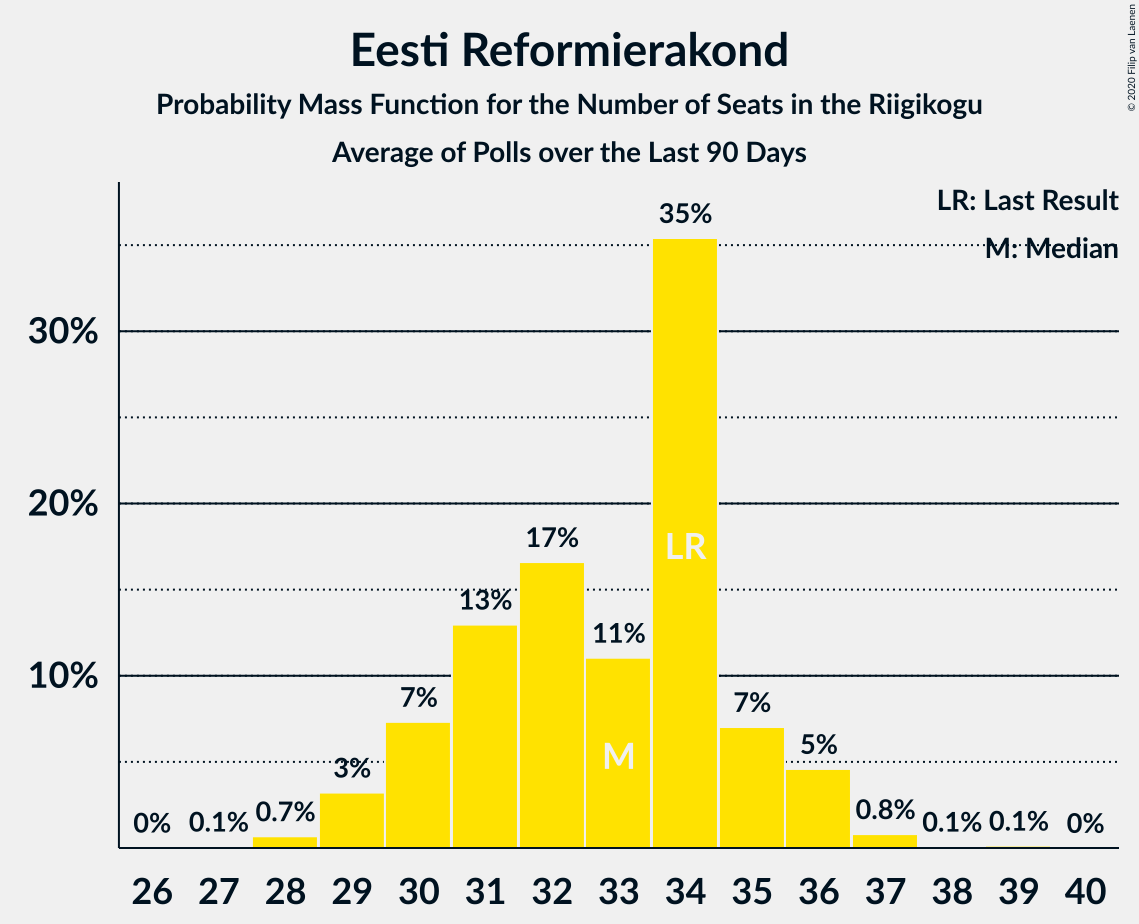 Eesti Reformierakond
Probability Mass Function for the Number of Seats in the Riigikogu
Average of Polls over the Last 90 Days
© 2020 Filip van Laenen
LR: Last Result
M: Median
35%
30%
20%
17%
LR
13%
11%
10%
7%
7%
M
5%
3%
0%
0.1%
0.7%
0.8%
0.1%
0.1%
0%
26 27 28 29 30 31 32 33 34 35 36 37 38 39 40